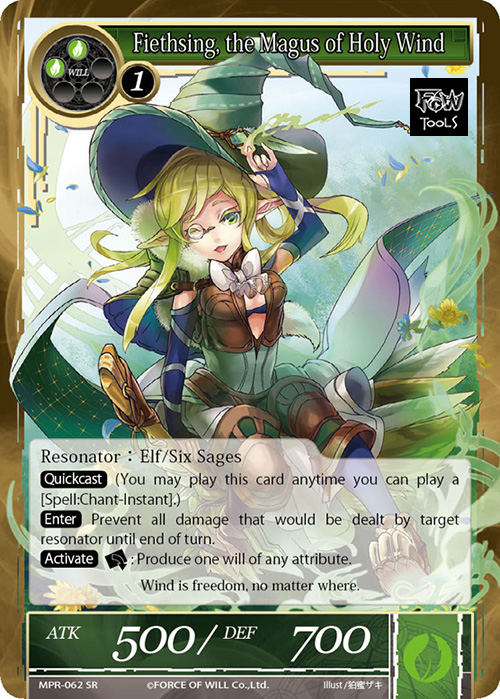 Fiethsing, the Magus of Holy Wind
WILL
1
FOW
TOOLS
Resonator : Elf/Six Sages
Quickcast (You may play this card anytime you can play a
[Spell:Chant-Instant].)
Enter Prevent all damage that would be dealt by target
resonator until end of turn.
Activate : Produce one will of any attribute.
Wind is freedom, no matter where.
ATK 500 / DEF 700
MPR-062 SR ©FORCE OF WILL Co.,Ltd. Illust /狛蜜ザキ